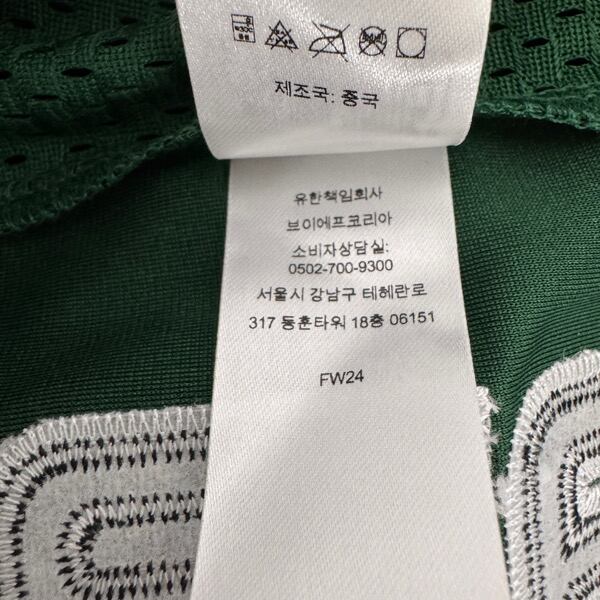 제조국: 중국
유한책임회사
브이에프코리아
소비자상담실:
0502-700-9300
서울시 강남구 테헤란로
317 동훈타워 18층 06151
FW24